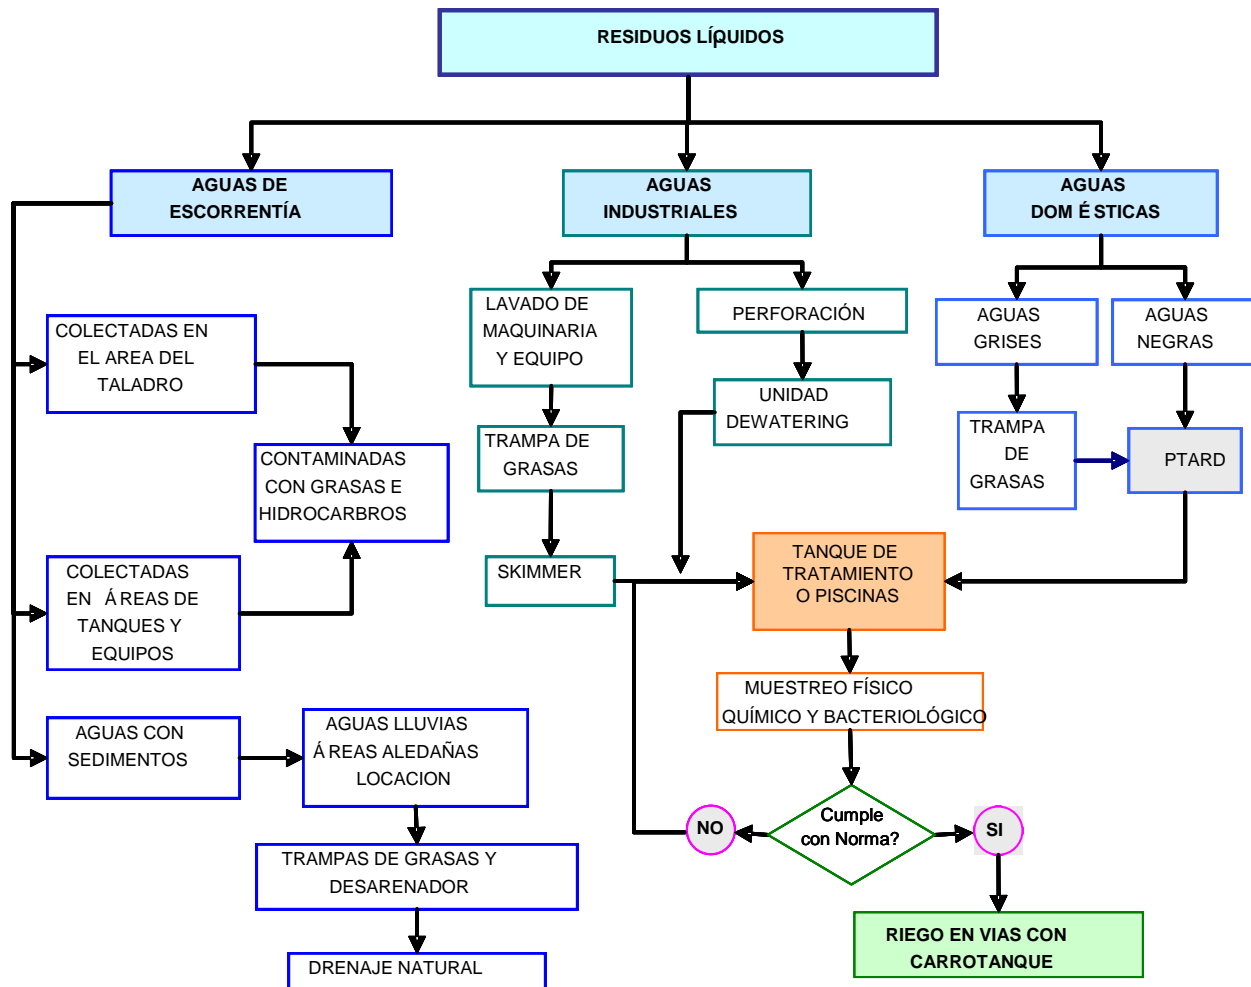 RESIDUOS LÍQUIDOS
AGUAS DE
ESCORRENTÍA
AGUAS
INDUSTRIALES
AGUAS
DOM É STICAS
COLECTADAS EN
EL AREA DEL
TALADRO
CONTAMINADAS
CON GRASAS E
HIDROCARBROS
COLECTADAS
EN Á REAS DE
TANQUES Y
EQUIPOS
AGUAS CON
SEDIMENTOS
AGUAS LLUVIAS
Á REAS ALEDAÑAS
LOCACION
TRAMPAS DE GRASAS Y
DESARENADOR
DRENAJE NATURAL
LAVADO DE
MAQUINARIA
Y EQUIPO
TRAMPA DE
GRASAS
SKIMMER
PERFORACIÓN
UNIDAD
DEWATERING
AGUAS
GRISES
AGUAS
NEGRAS
TRAMPA
DE
GRASAS
PTARD
TANQUE DE
TRATAMIENTO
O PISCINAS
MUESTREO FÍSICO
QUÍMICO Y BACTERIOLÓGICO
Cumple
con Norma?
NO
SI
RIEGO EN VIAS CON
CARROTANQUE